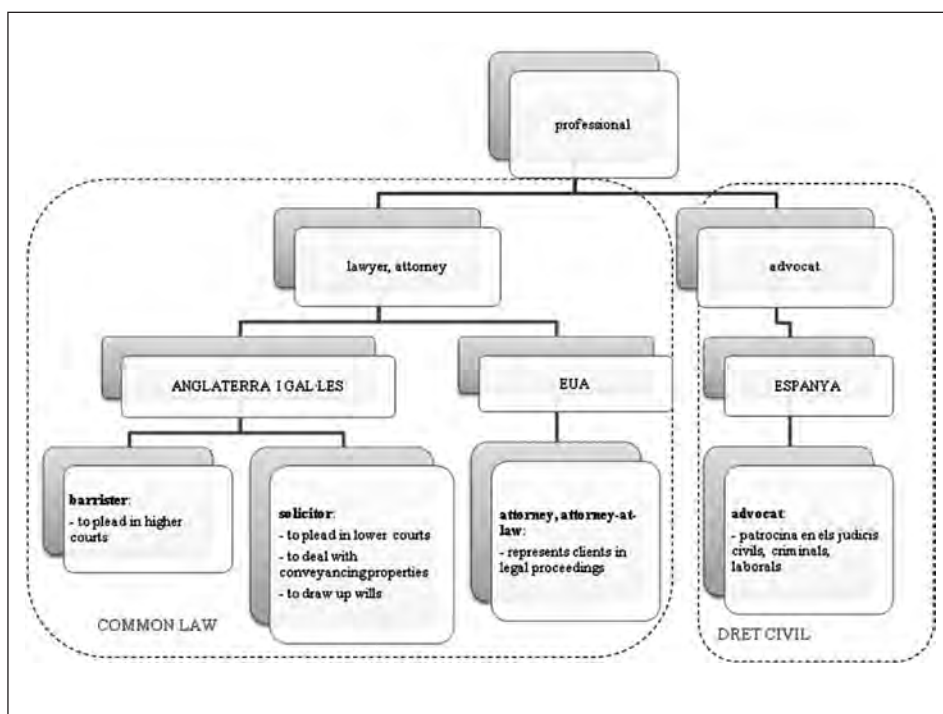 professional
lawyer, attorney
advocat
ANGLATERRA I GAL·LES
EUA
ESPANYA
barrister:
- to plead in higher
courts
solicitor:
- to plead in lower courts
- to deal with
conveyancing properties
- to draw up wills
attorney, attorney-at-
law:
- represents clients in
legal proceedings
advocat:
- patrocina en els judicis
civils, criminals,
laborals
COMMON LAW
DRET CIVIL